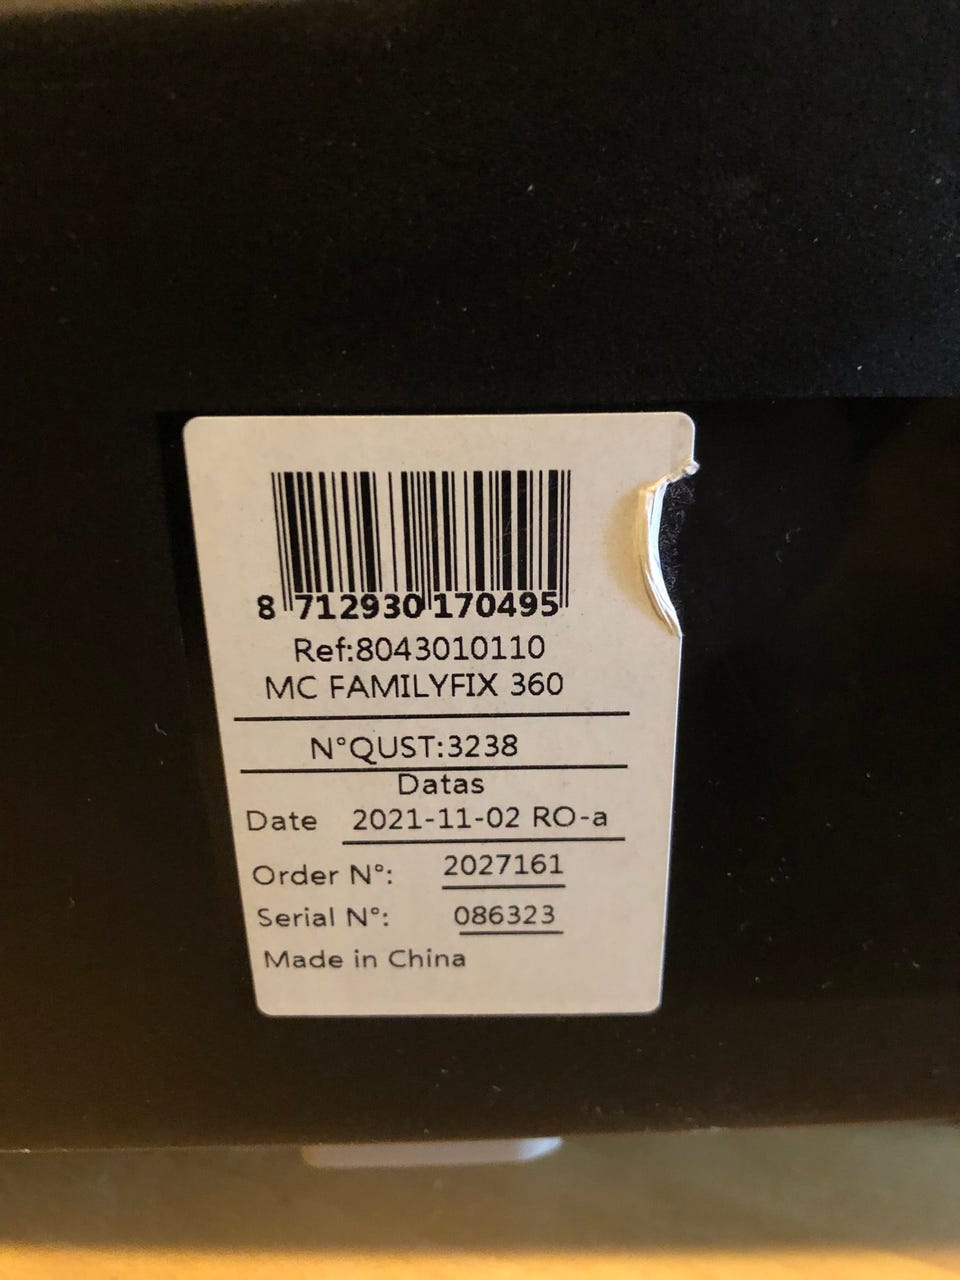 8 712930 170495
Ref:8043010110
MC FAMILYFIX 360
N°QUST:3238
Datas
Date 2021-11-02 RO-a
Order N°: 2027161
Serial N°: 086323
Made in China